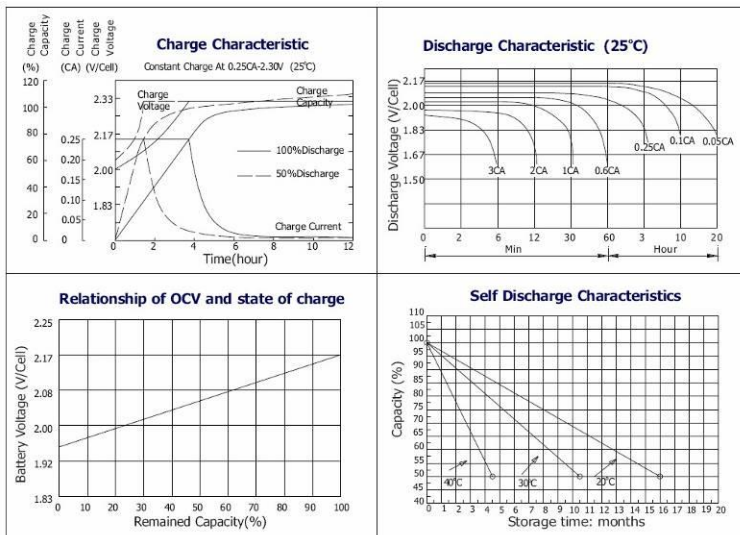 Charge Capacity
Charge Current
Charge Voltage
(%) (CA) (V/Cell)
Charge Characteristic
Constant Charge At 0.25CA-2.30V (25°C)
120
100
80
60
40
20
0
0.25
0.20
0.15
0.10
0.05
0
2.33
2.17
2.00
1.83
Charge Voltage
Charge Capacity
100%Discharge
50%Discharge
Charge Current
0 2 4 6 8 10 12
Time(hour)
Discharge Characteristic (25°C)
Discharge Voltage (V/Cell)
2.17
2.00
1.83
1.67
1.50
3CA 2CA 1CA 0.6CA 0.25CA 0.1CA 0.05CA
0 2 6 12 30 60 3 10 20
Min Hour
Relationship of OCV and state of charge
Battery Voltage (V/Cell)
2.25
2.17
2.08
2.00
1.92
1.83
0 10 20 30 40 50 60 70 80 90 100
Remained Capacity(%)
Self Discharge Characteristics
Capacity (%)
110
105
100
95
90
85
80
75
70
65
60
55
50
45
40
40°C 30°C 20°C
0 1 2 3 4 5 6 7 8 9 10 11 12 13 14 15 16 17 18 19 20
Storage time: months